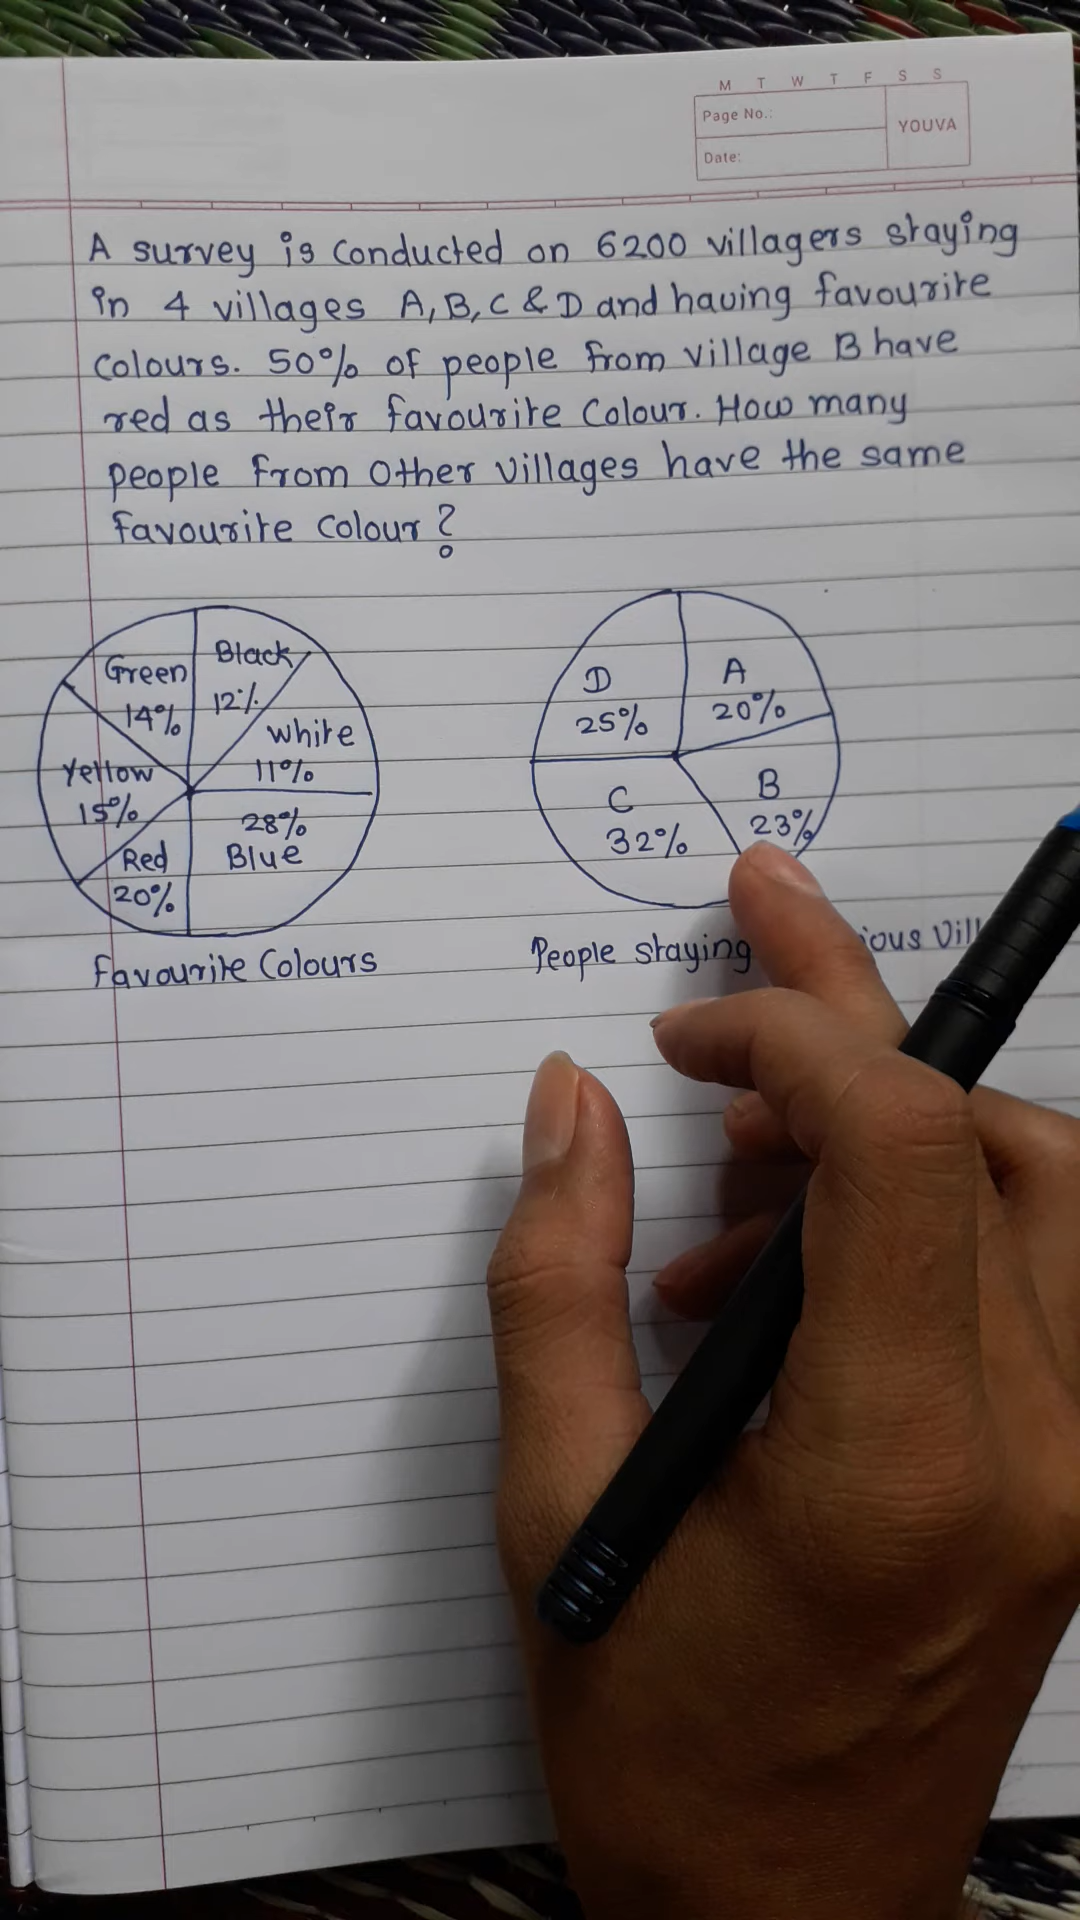 M T W T F S S
Page No.:
YOUVA
Date:
A survey is conducted on 6200 villagers staying
in 4 villages A, B, C & D and having favourite
colours. 50% of people from village B have
red as their favourite colour. How many
people from other villages have the same
favourite colour?
Green
14%
Black
12%
White
11%
Yellow
15%
28%
Blue
Red
20%
Favourite Colours
D
25%
A
20%
B
23%
C
32%
People staying